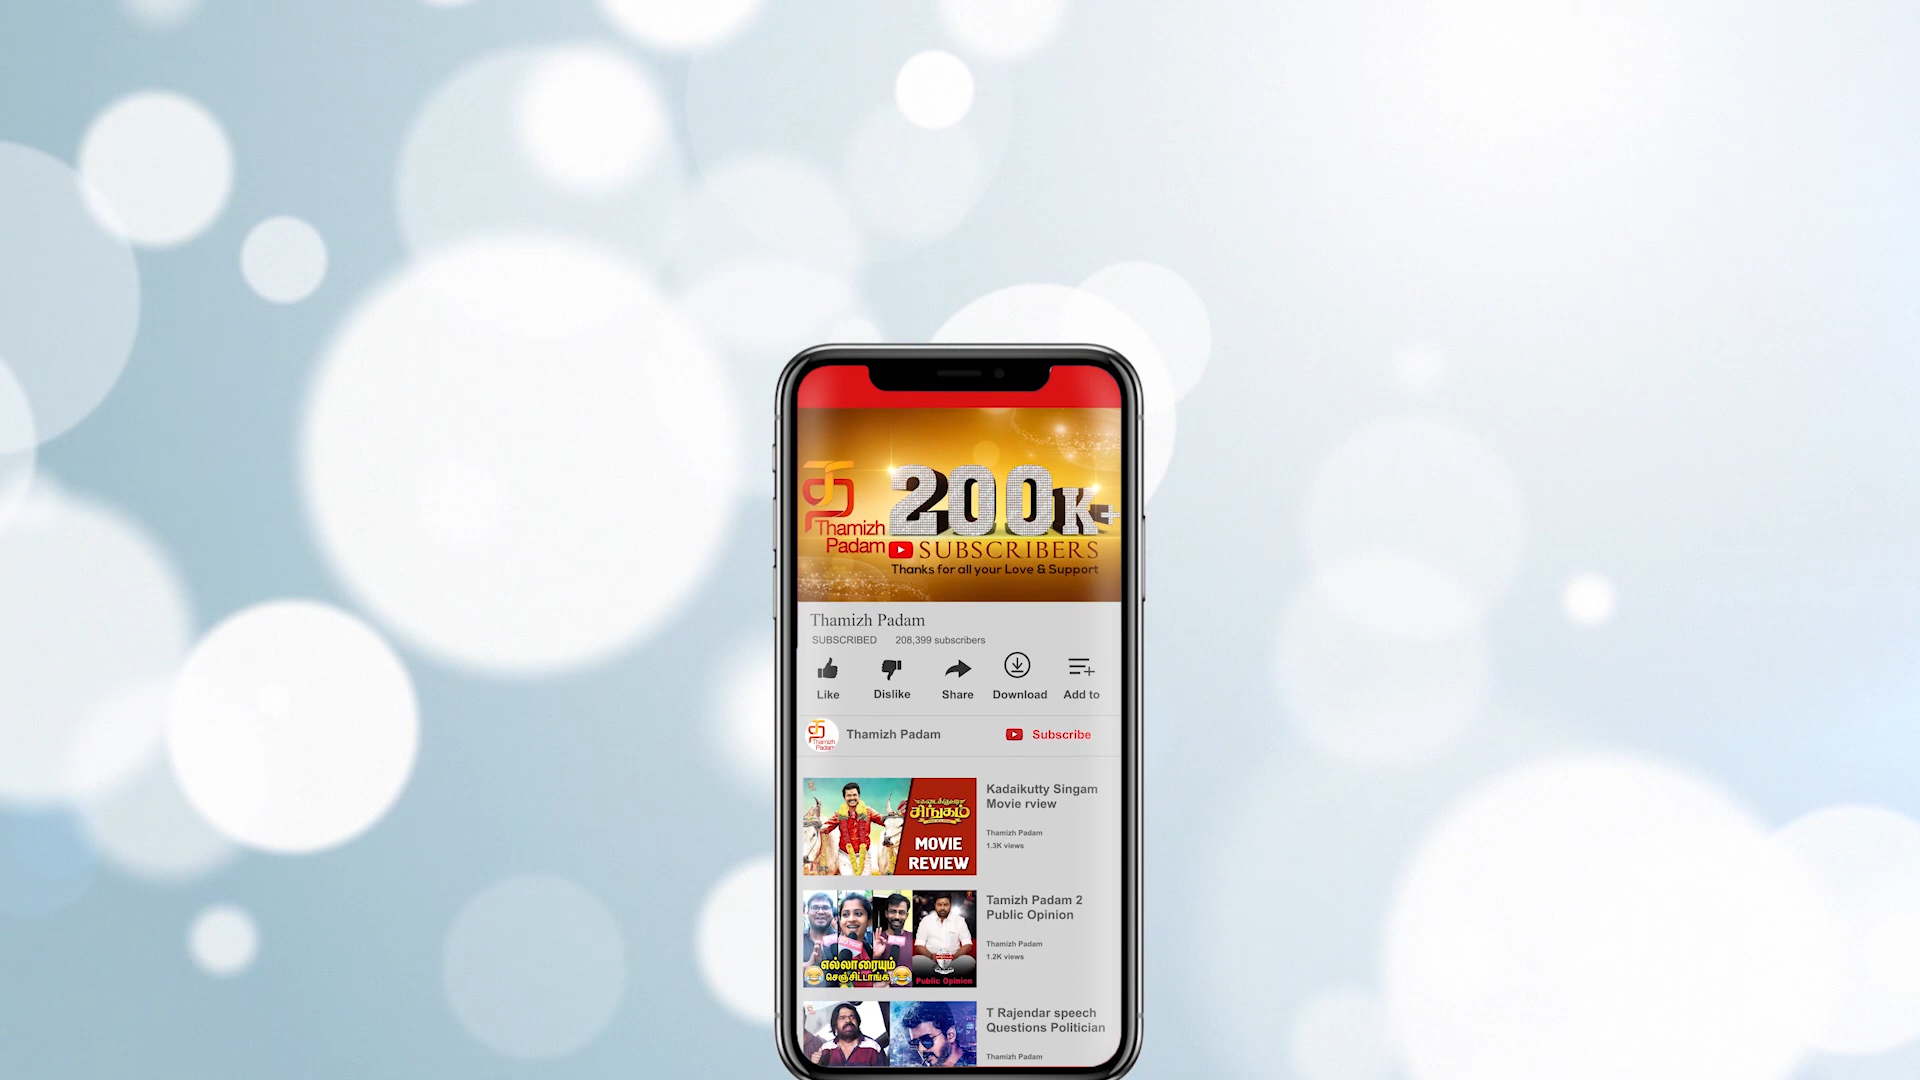 Thamizh
Padam
200K+
SUBSCRIBERS
Thanks for all your Love & Support
Thamizh Padam
SUBSCRIBED 208,399 subscribers
Like Dislike Share Download Add to
Thamizh
Padam
Thamizh Padam Subscribe
சிங்கம்
MOVIE
REVIEW
Kadaikutty Singam
Movie rview
Thamizh Padam
1.3K views
எல்லாரையும்
செஞ்சிட்டாங்க
Public Opinion
Tamizh Padam 2
Public Opinion
Thamizh Padam
1.2K views
T Rajendar speech
Questions Politician
Thamizh Padam